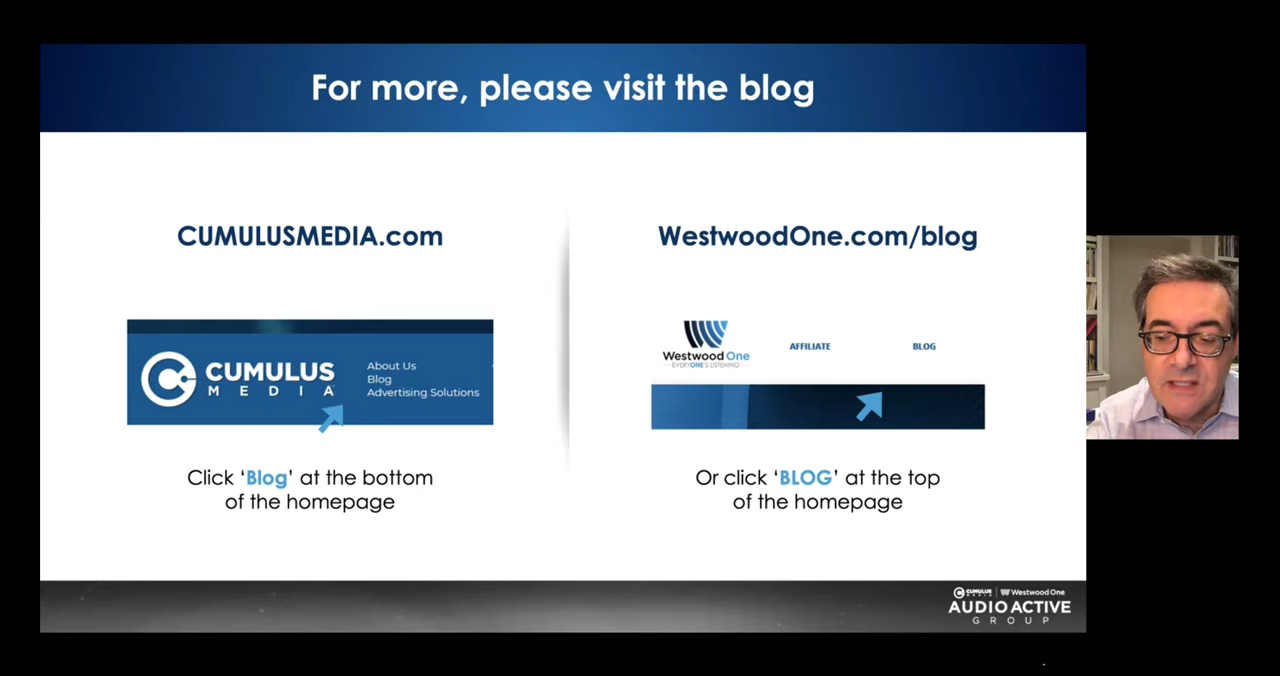 For more, please visit the blog
CUMULUSMEDIA.com
CUMULUS
MEDIA
About Us
Blog
Advertising Solutions
Click ‘Blog’ at the bottom
of the homepage
WestwoodOne.com/blog
Westwood One
EVERYONE'S LISTENING
AFFILIATE
BLOG
Or click ‘BLOG’ at the top
of the homepage
CUMULUS MEDIA | Westwood One
AUDIO ACTIVE
GROUP